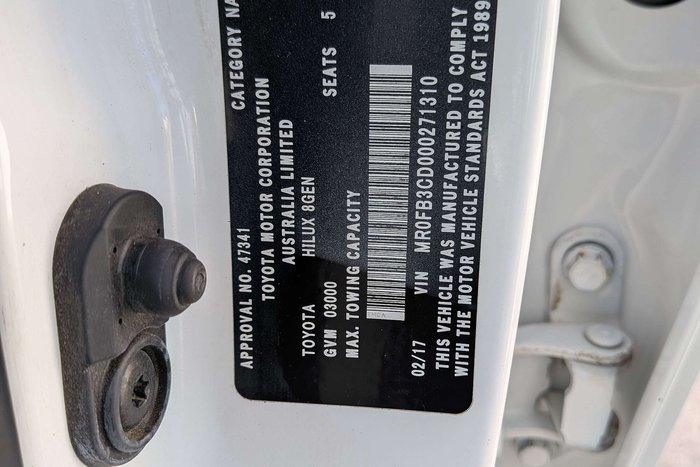 APPROVAL NO. 47341 CATEGORY NA
TOYOTA MOTOR CORPORATION
AUSTRALIA LIMITED
TOYOTA HILUX 8GEN SEATS 5
GVM 03000
MAX. TOWING CAPACITY
02/17 VIN MR0FB3CD000271310
THIS VEHICLE WAS MANUFACTURED TO COMPLY
WITH THE MOTOR VEHICLE STANDARDS ACT 1989